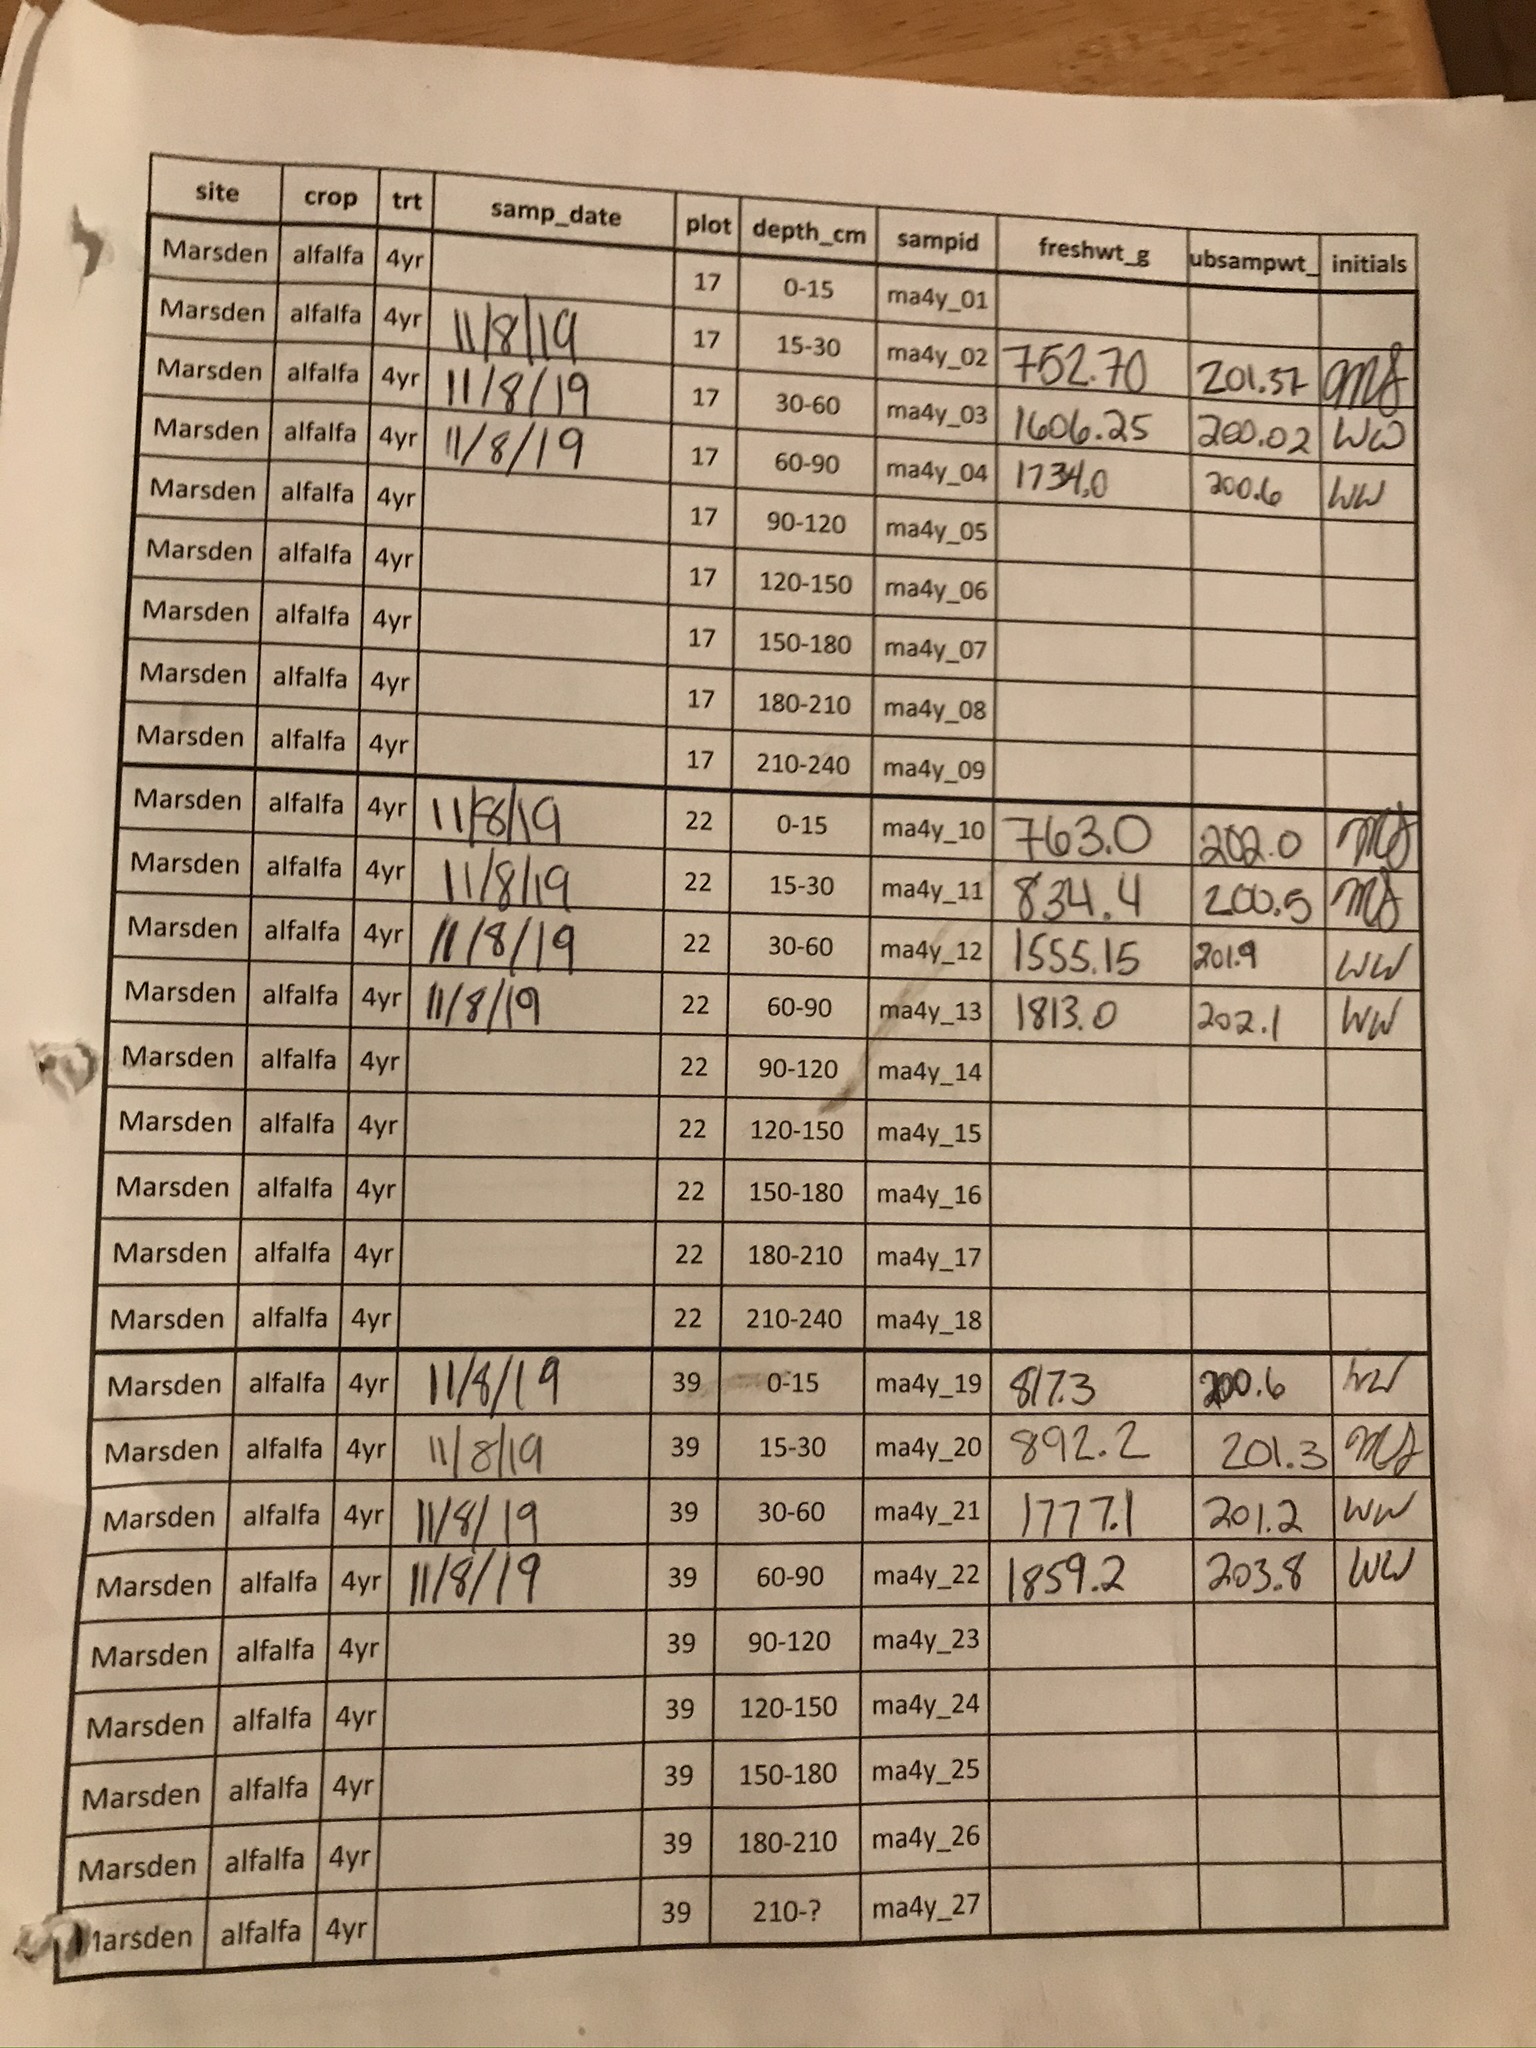 site crop trt samp_date plot depth_cm sampid freshwt_g ubsampwt_ initials
Marsden alfalfa 4yr 17 0-15 ma4y_01
Marsden alfalfa 4yr 11/8/19 17 15-30 ma4y_02 752.70 201.57 MS
Marsden alfalfa 4yr 11/8/19 17 30-60 ma4y_03 1606.25 200.02 WW
Marsden alfalfa 4yr 11/8/19 17 60-90 ma4y_04 1734.0 200.6 WW
Marsden alfalfa 4yr 17 90-120 ma4y_05
Marsden alfalfa 4yr 17 120-150 ma4y_06
Marsden alfalfa 4yr 17 150-180 ma4y_07
Marsden alfalfa 4yr 17 180-210 ma4y_08
Marsden alfalfa 4yr 17 210-240 ma4y_09
Marsden alfalfa 4yr 11/8/19 22 0-15 ma4y_10 763.0 202.0 MS
Marsden alfalfa 4yr 11/8/19 22 15-30 ma4y_11 834.4 200.5 MS
Marsden alfalfa 4yr 11/8/19 22 30-60 ma4y_12 1555.15 201.9 WW
Marsden alfalfa 4yr 11/8/19 22 60-90 ma4y_13 1813.0 202.1 WW
Marsden alfalfa 4yr 22 90-120 ma4y_14
Marsden alfalfa 4yr 22 120-150 ma4y_15
Marsden alfalfa 4yr 22 150-180 ma4y_16
Marsden alfalfa 4yr 22 180-210 ma4y_17
Marsden alfalfa 4yr 22 210-240 ma4y_18
Marsden alfalfa 4yr 11/8/19 39 0-15 ma4y_19 817.3 200.6 WW
Marsden alfalfa 4yr 11/8/19 39 15-30 ma4y_20 892.2 201.3 MS
Marsden alfalfa 4yr 11/8/19 39 30-60 ma4y_21 1777.1 201.2 WW
Marsden alfalfa 4yr 11/8/19 39 60-90 ma4y_22 1859.2 203.8 WW
Marsden alfalfa 4yr 39 90-120 ma4y_23
Marsden alfalfa 4yr 39 120-150 ma4y_24
Marsden alfalfa 4yr 39 150-180 ma4y_25
Marsden alfalfa 4yr 39 180-210 ma4y_26
Marsden alfalfa 4yr 39 210-? ma4y_27